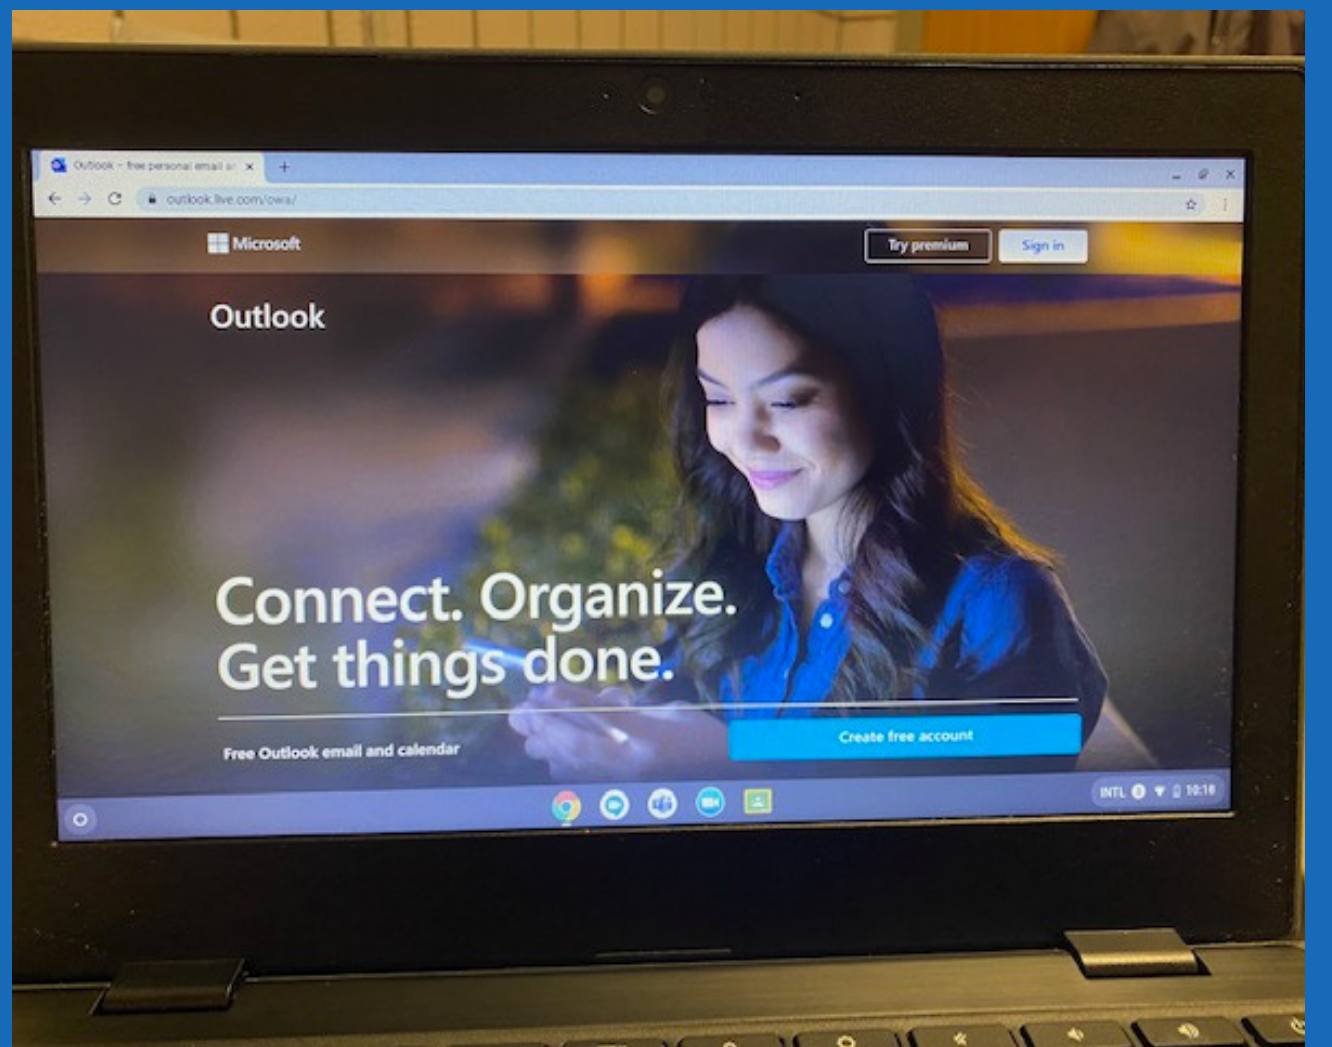 Outlook – free personal email a
outlook.live.com/owa/
Microsoft
Try premium
Sign in
Outlook
Connect. Organize.
Get things done.
Free Outlook email and calendar
Create free account
INTL
10:18